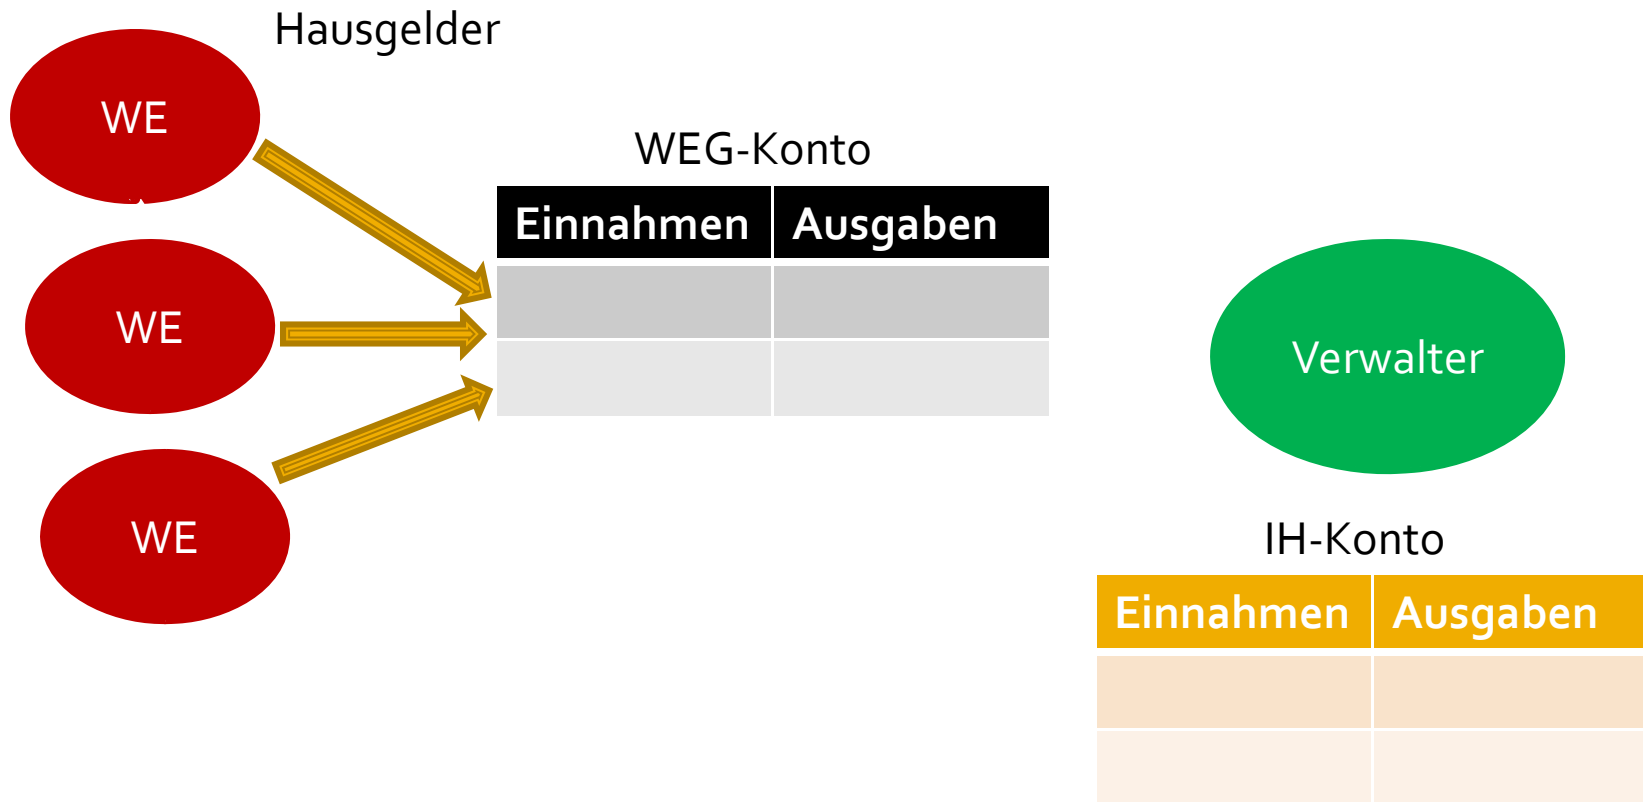 Hausgelder
WE
WEG-Konto
Einnahmen Ausgaben
WE
Verwalter
WE
IH-Konto
Einnahmen Ausgaben